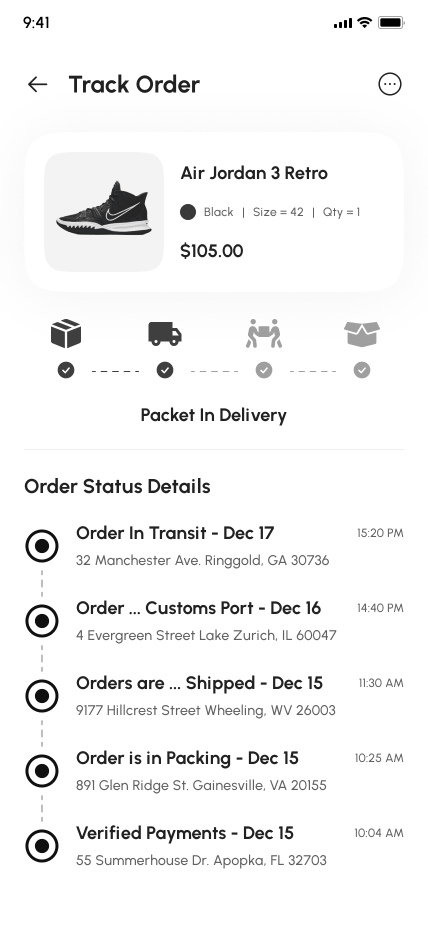 9:41
Track Order
Air Jordan 3 Retro
Black | Size = 42 | Qty = 1
$105.00
Packet In Delivery
Order Status Details
Order In Transit - Dec 17 15:20 PM
32 Manchester Ave. Ringgold, GA 30736
Order ... Customs Port - Dec 16 14:40 PM
4 Evergreen Street Lake Zurich, IL 60047
Orders are ... Shipped - Dec 15 11:30 AM
9177 Hillcrest Street Wheeling, WV 26003
Order is in Packing - Dec 15 10:25 AM
891 Glen Ridge St. Gainesville, VA 20155
Verified Payments - Dec 15 10:04 AM
55 Summerhouse Dr. Apopka, FL 32703